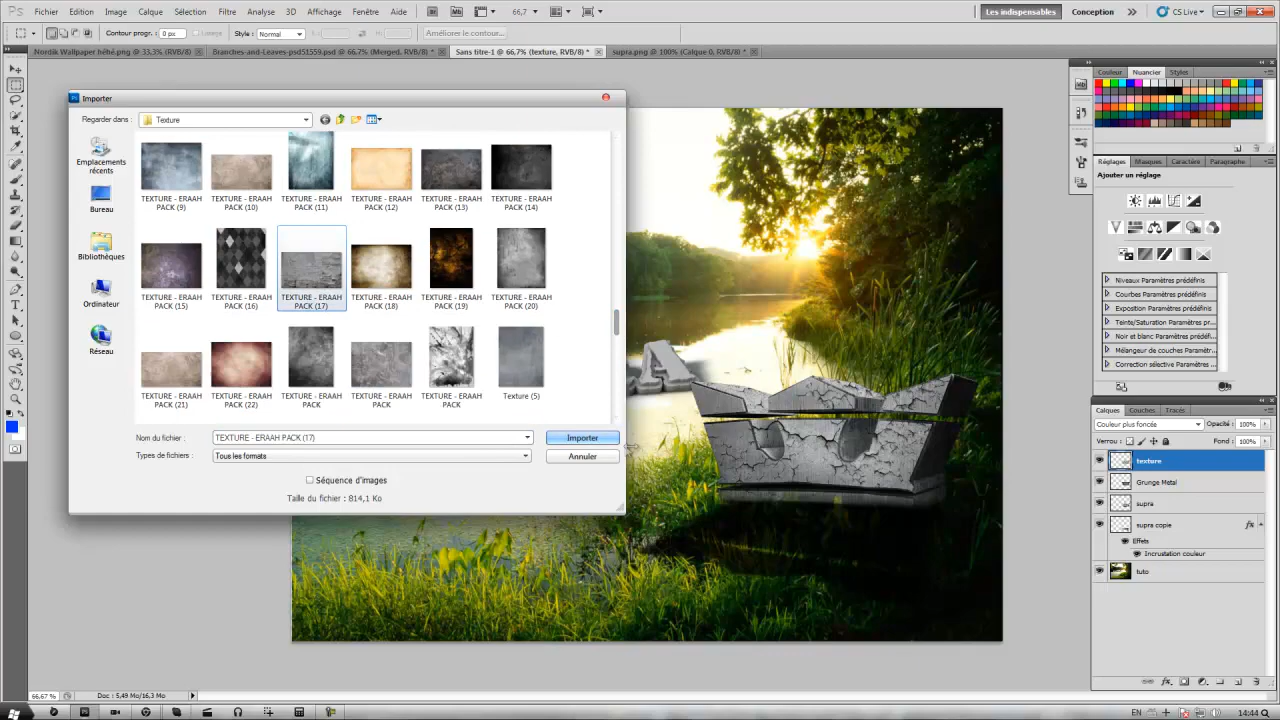 Ps Fichier Edition Image Calque Sélection Filtre Analyse 3D Affichage Fenêtre Aide Br Mb 66,7 Les indispensables Conception CS Live
Contour progr. : 0 px Style : Normal Améliorer le contour...
Nordik Wallpaper hébé.png @ 33,3% (RVB/8) Branches-and-Leaves-psd51559.psd @ 66,7% (Merged, RVB/8) * Sans titre-1 @ 66,7% (texture, RVB/8) * supra.png @ 100% (Calque 0, RVB/8) *
Importer
Regarder dans : Texture
Emplacements récents
Bureau
Bibliothèques
Ordinateur
Réseau
TEXTURE - ERAAH PACK (9) TEXTURE - ERAAH PACK (10) TEXTURE - ERAAH PACK (11) TEXTURE - ERAAH PACK (12) TEXTURE - ERAAH PACK (13) TEXTURE - ERAAH PACK (14)
TEXTURE - ERAAH PACK (15) TEXTURE - ERAAH PACK (16) TEXTURE - ERAAH PACK (17) TEXTURE - ERAAH PACK (18) TEXTURE - ERAAH PACK (19) TEXTURE - ERAAH PACK (20)
TEXTURE - ERAAH PACK (21) TEXTURE - ERAAH PACK (22) TEXTURE - ERAAH PACK TEXTURE - ERAAH PACK TEXTURE - ERAAH PACK Texture (5)
Nom du fichier : TEXTURE - ERAAH PACK (17) Importer
Types de fichiers : Tous les formats Annuler
Séquence d'images
Taille du fichier : 814,1 Ko
Couleur Nuancier Styles
Réglages Masques Caractère Paragraphe
Ajouter un réglage
Niveaux Paramètres prédéfinis
Courbes Paramètres prédéfinis
Exposition Paramètres prédéfinis
Teinte/Saturation Paramètres pr...
Noir et blanc Paramètres prédéfi...
Mélangeur de couches Paramètr...
Correction sélective Paramètres ...
Calques Couches Tracés
Couleur plus foncée Opacité : 100%
Verrou : Fond : 100%
texture
Grunge Metal
supra
supra copie fx
Effets
Incrustation couleur
tuto
66,67 % Doc : 5,49 Mo/16,3 Mo
EN 14:44